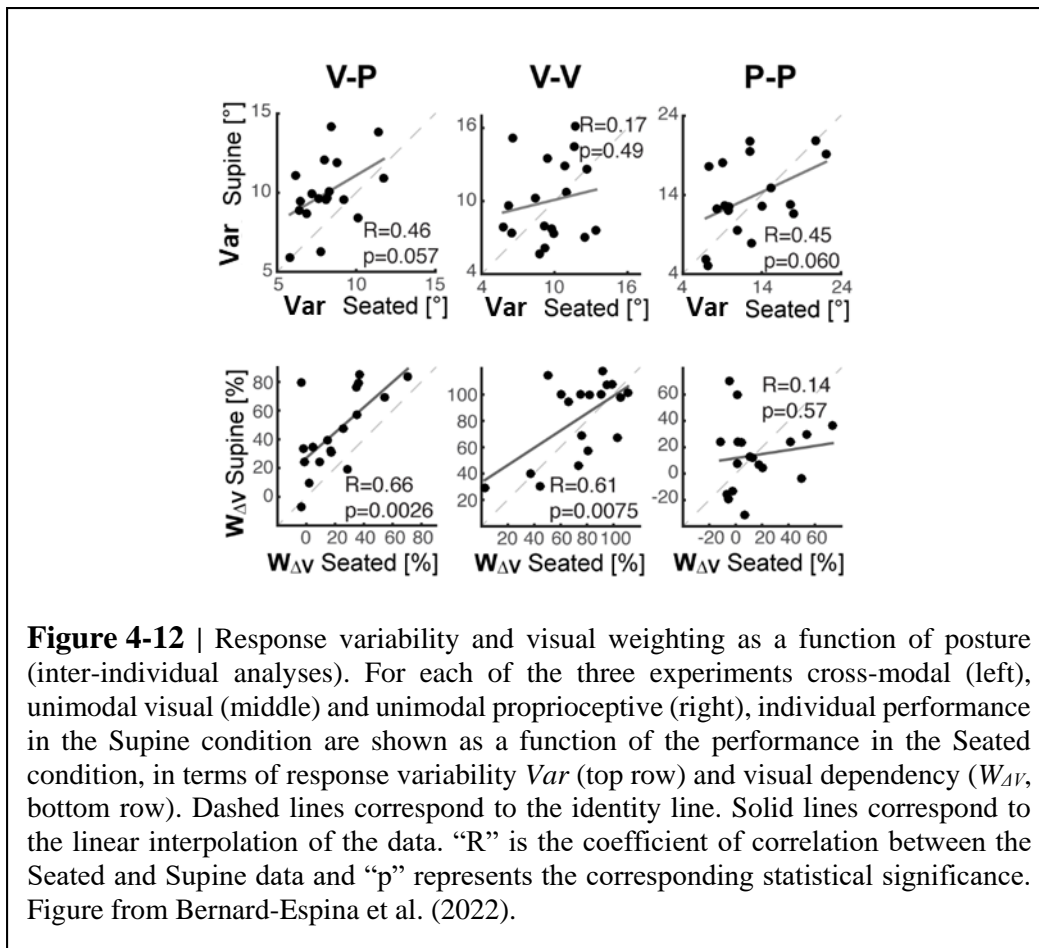 V-P V-V P-P
Var Supine [°]
15
10
5
R=0.46
p=0.057
5 10 15
Var Seated [°]
16
10
4
R=0.17
p=0.49
4 10 16
Var Seated [°]
24
14
4
R=0.45
p=0.060
4 14 24
Var Seated [°]
WΔV Supine [%]
80
60
40
20
0
R=0.66
p=0.0026
0 20 40 60 80
WΔV Seated [%]
100
80
60
40
20
R=0.61
p=0.0075
20 40 60 80 100
WΔV Seated [%]
60
40
20
0
-20
R=0.14
p=0.57
-20 0 20 40 60
WΔV Seated [%]
Figure 4-12 | Response variability and visual weighting as a function of posture
(inter-individual analyses). For each of the three experiments cross-modal (left),
unimodal visual (middle) and unimodal proprioceptive (right), individual performance
in the Supine condition are shown as a function of the performance in the Seated
condition, in terms of response variability Var (top row) and visual dependency (WΔV,
bottom row). Dashed lines correspond to the identity line. Solid lines correspond to
the linear interpolation of the data. “R” is the coefficient of correlation between the
Seated and Supine data and “p” represents the corresponding statistical significance.
Figure from Bernard-Espina et al. (2022).